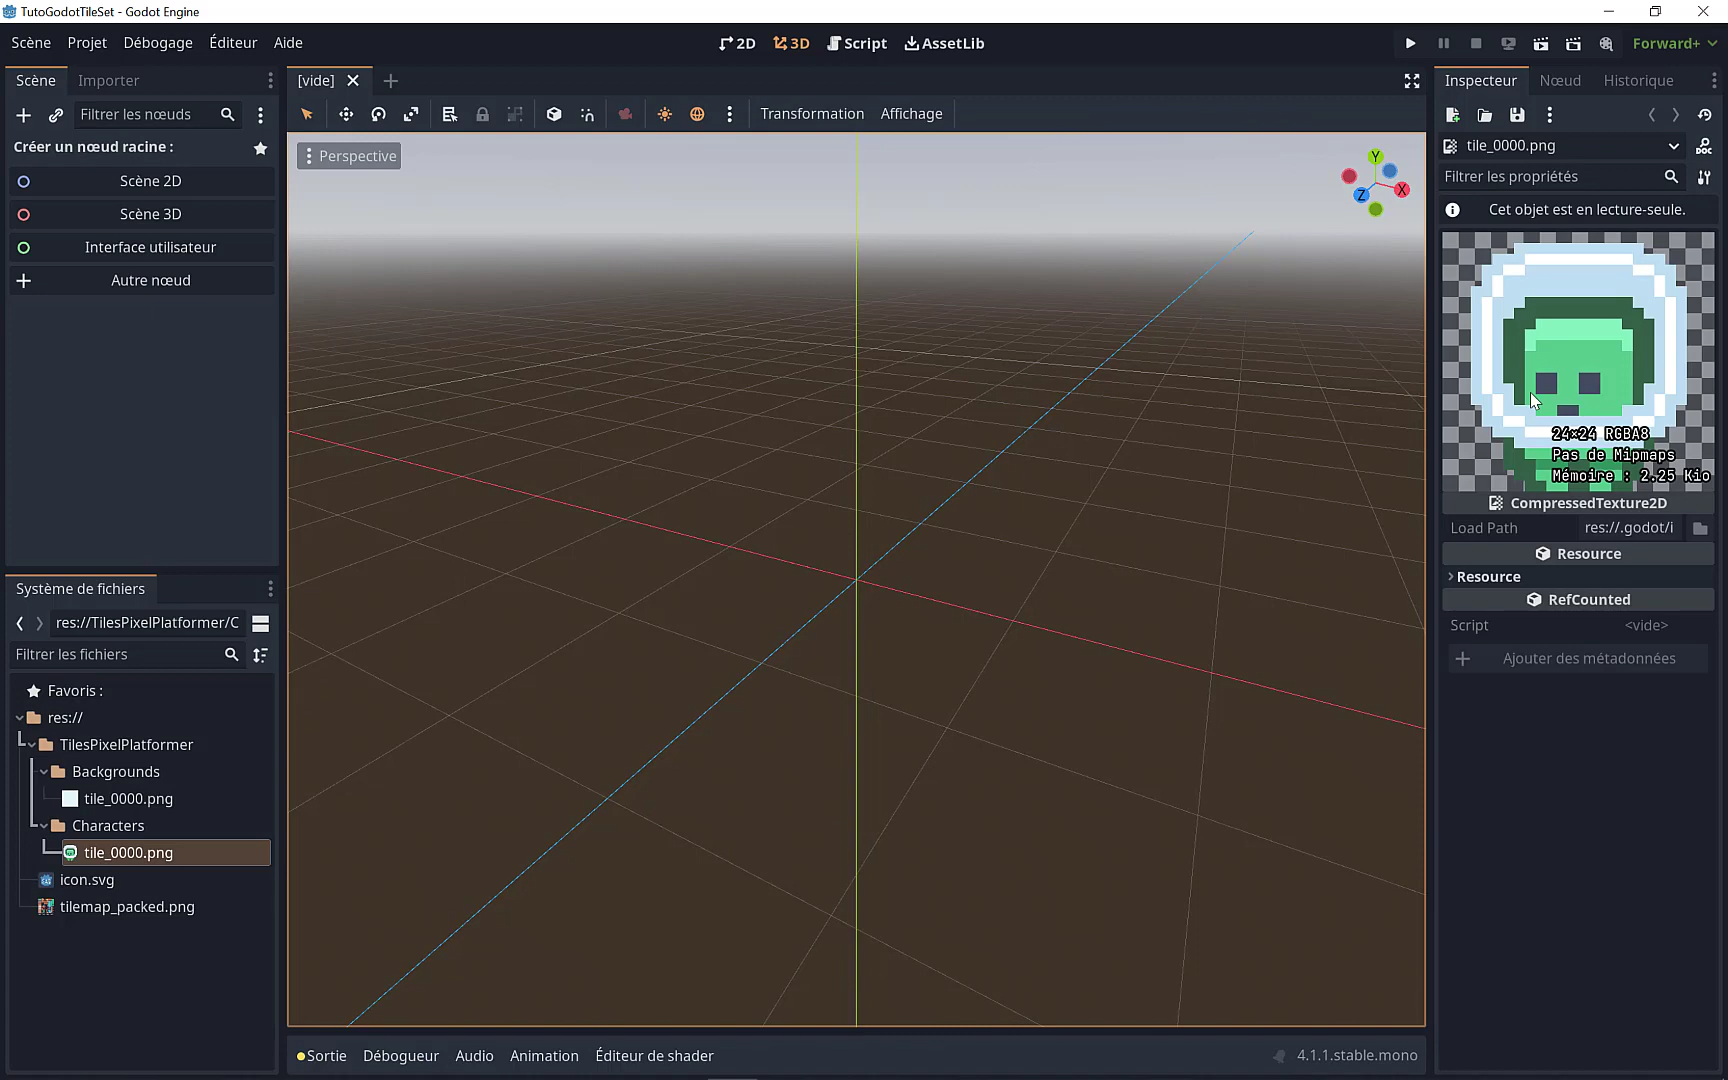 TutoGodotTileSet - Godot Engine
Scène Projet Débogage Éditeur Aide
2D 3D Script AssetLib
Forward+
Scène Importer
[vide]
Inspecteur Nœud Historique
Filtrer les nœuds
Transformation Affichage
Créer un nœud racine :
Scène 2D
Scène 3D
Interface utilisateur
Autre nœud
Perspective
Y
X
Z
tile_0000.png
DOC
Filtrer les propriétés
Cet objet est en lecture-seule.
24×24 RGBA8
Pas de Mipmaps
Mémoire : 2.25 Kio
CompressedTexture2D
Load Path res://.godot/i
Resource
Resource
RefCounted
Script <vide>
Ajouter des métadonnées
Système de fichiers
res://TilesPixelPlatformer/C
Filtrer les fichiers
Favoris :
res://
TilesPixelPlatformer
Backgrounds
tile_0000.png
Characters
tile_0000.png
icon.svg
tilemap_packed.png
Sortie Débogueur Audio Animation Éditeur de shader
4.1.1.stable.mono